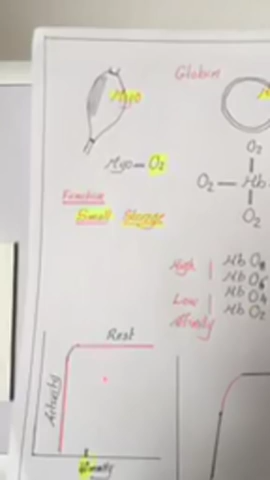 Globin
Myo
O₂
Myo — O₂
O₂ — Hb
O₂
Function
Small Storage
High
Hb O₈
Hb O₆
Low
Hb O₄
Affinity
Hb O₂
Rest